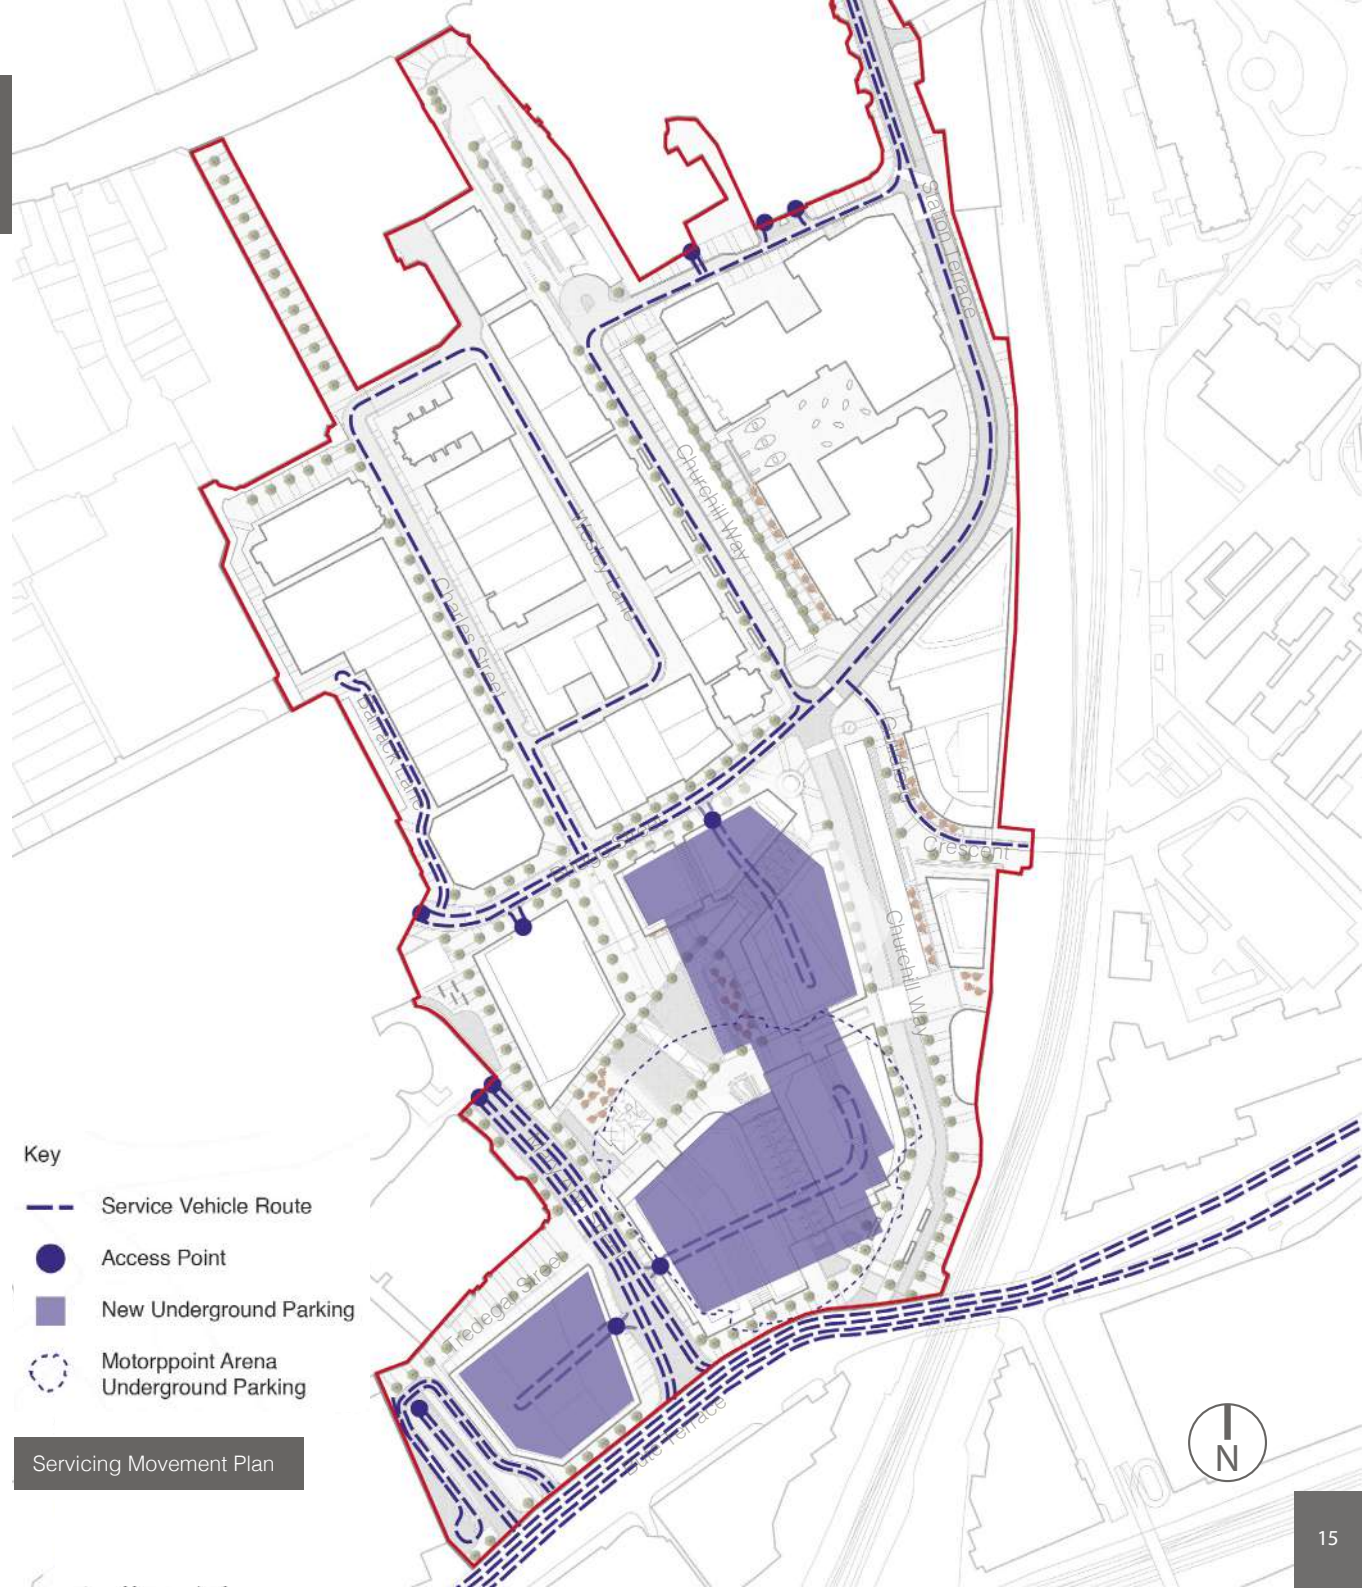 Station Terrace
Churchill Way
Wesley Lane
Charles Street
Barrack Lane
Crescent
Churchill Way
Tredegar Street
Bute Terrace
Key
Service Vehicle Route
Access Point
New Underground Parking
Motorppoint Arena
Underground Parking
Servicing Movement Plan
N
15